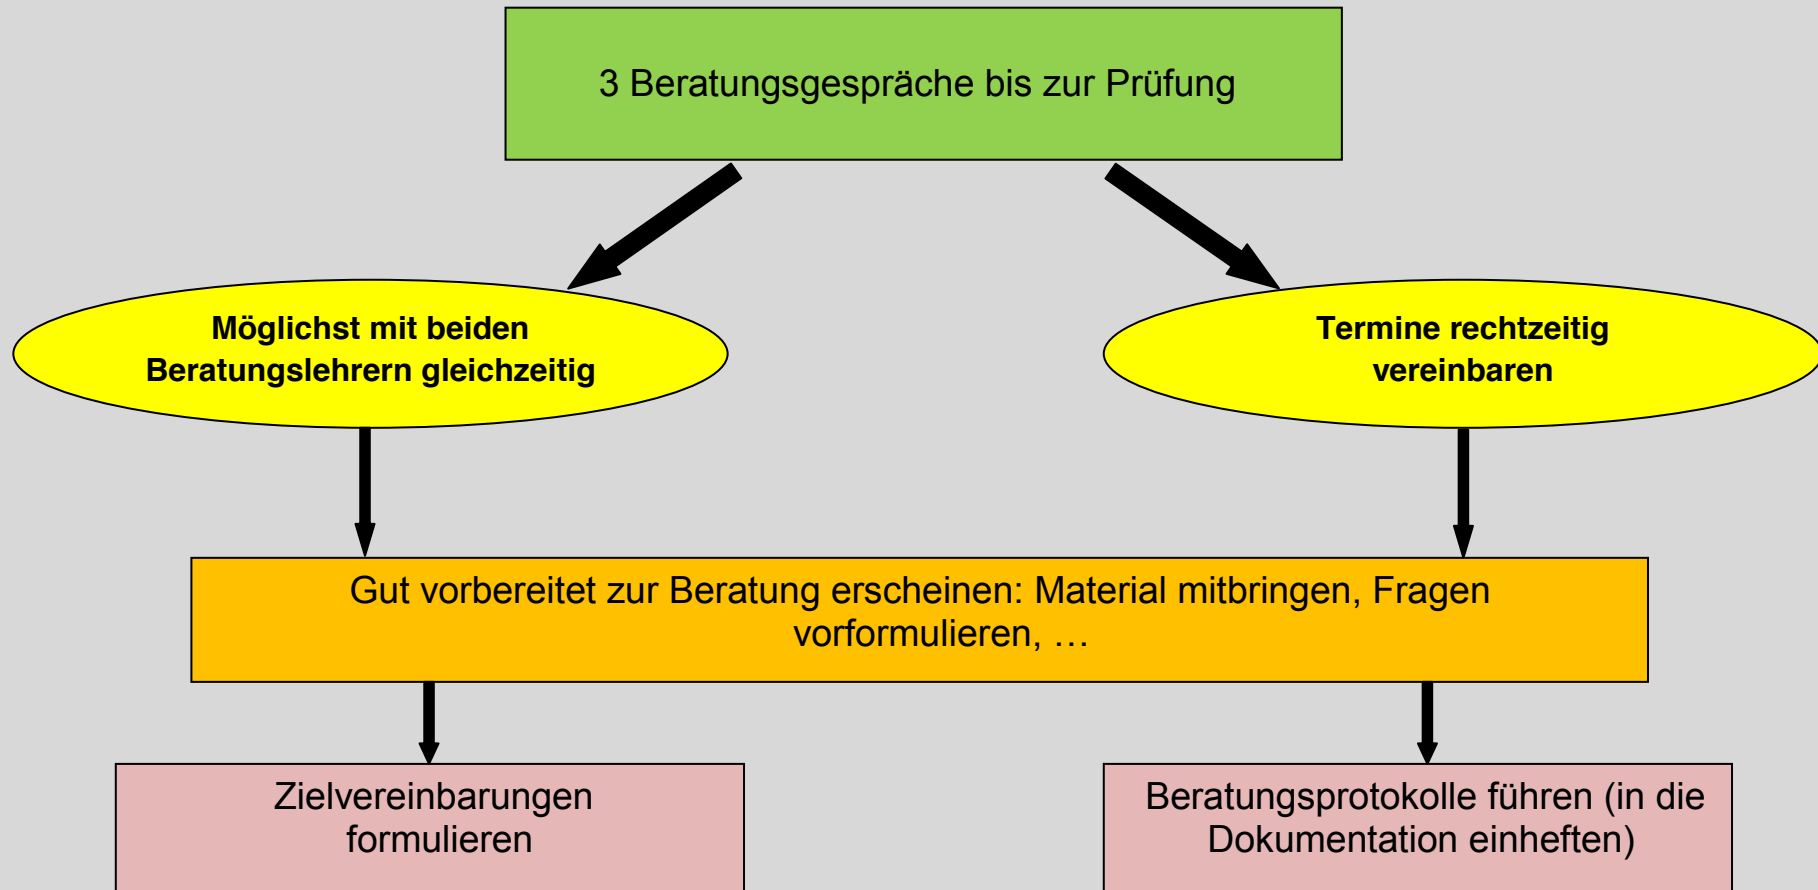 3 Beratungsgespräche bis zur Prüfung
Möglichst mit beiden
Beratungslehrern gleichzeitig
Termine rechtzeitig
vereinbaren
Gut vorbereitet zur Beratung erscheinen: Material mitbringen, Fragen
vorformulieren, …
Zielvereinbarungen
formulieren
Beratungsprotokolle führen (in die
Dokumentation einheften)